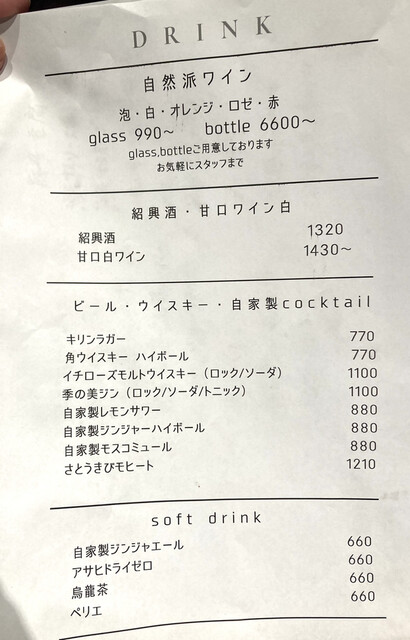 DRINK
自然派ワイン
泡・白・オレンジ・ロゼ・赤
glass 990〜 bottle 6600〜
glass,bottleご用意しております
お気軽にスタッフまで
紹興酒・甘口ワイン白
紹興酒 1320
甘口白ワイン 1430〜
ビール・ウイスキー・自家製cocktail
キリンラガー 770
角ウイスキー ハイボール 770
イチローズモルトウイスキー（ロック/ソーダ） 1100
季の美ジン（ロック/ソーダ/トニック） 1100
自家製レモンサワー 880
自家製ジンジャーハイボール 880
自家製モスコミュール 880
さとうきびモヒート 1210
soft drink
自家製ジンジャエール 660
アサヒドライゼロ 660
烏龍茶 660
ペリエ 660